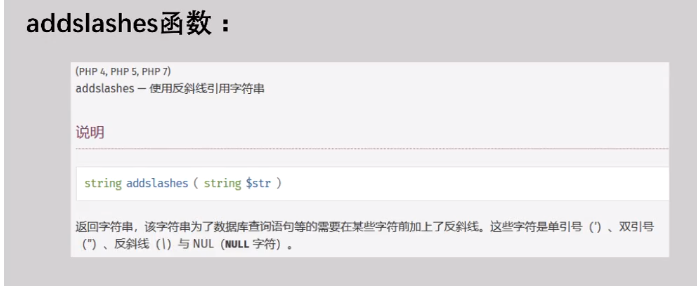 addslashes函数：
(PHP 4, PHP 5, PHP 7)
addslashes — 使用反斜线引用字符串
说明
string addslashes ( string $str )
返回字符串，该字符串为了数据库查询语句等的需要在某些字符前加上了反斜线。这些字符是单引号（'）、双引号
（"）、反斜线（\）与 NUL（NULL 字符）。